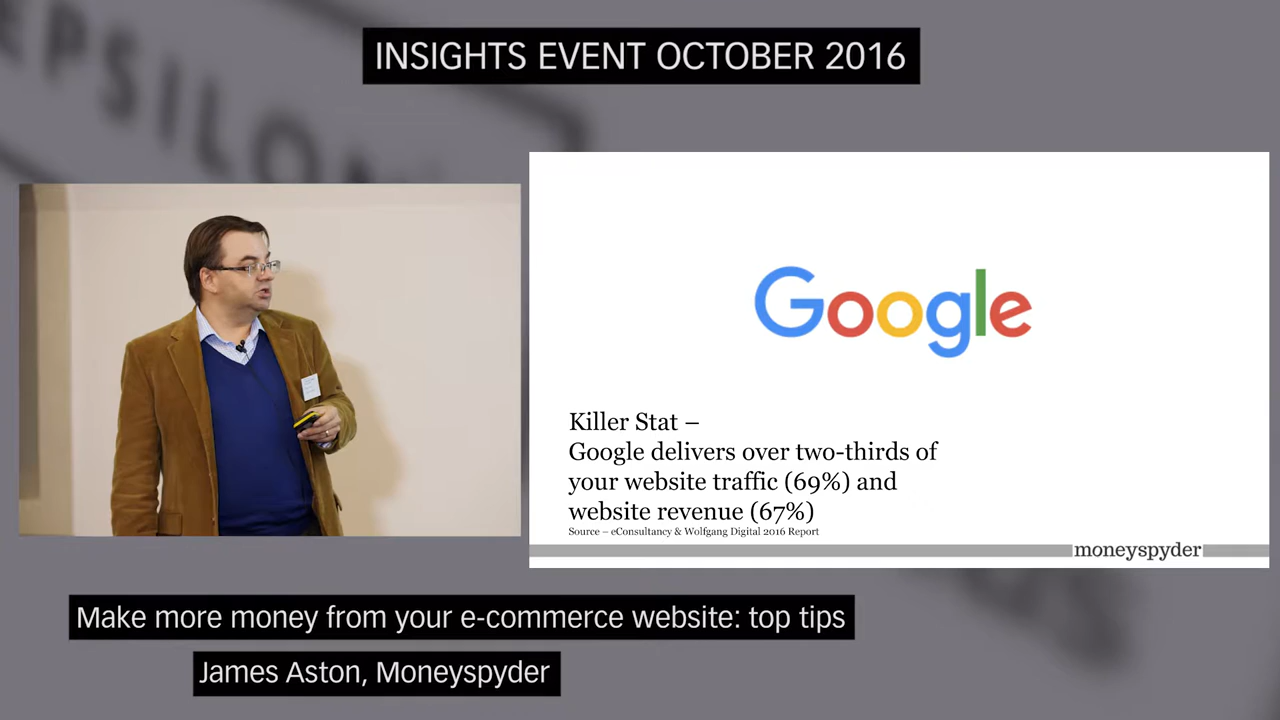 EPSILON
INSIGHTS EVENT OCTOBER 2016
Google
Killer Stat –
Google delivers over two-thirds of
your website traffic (69%) and
website revenue (67%)
Source – eConsultancy & Wolfgang Digital 2016 Report
moneyspyder
Make more money from your e-commerce website: top tips
James Aston, Moneyspyder